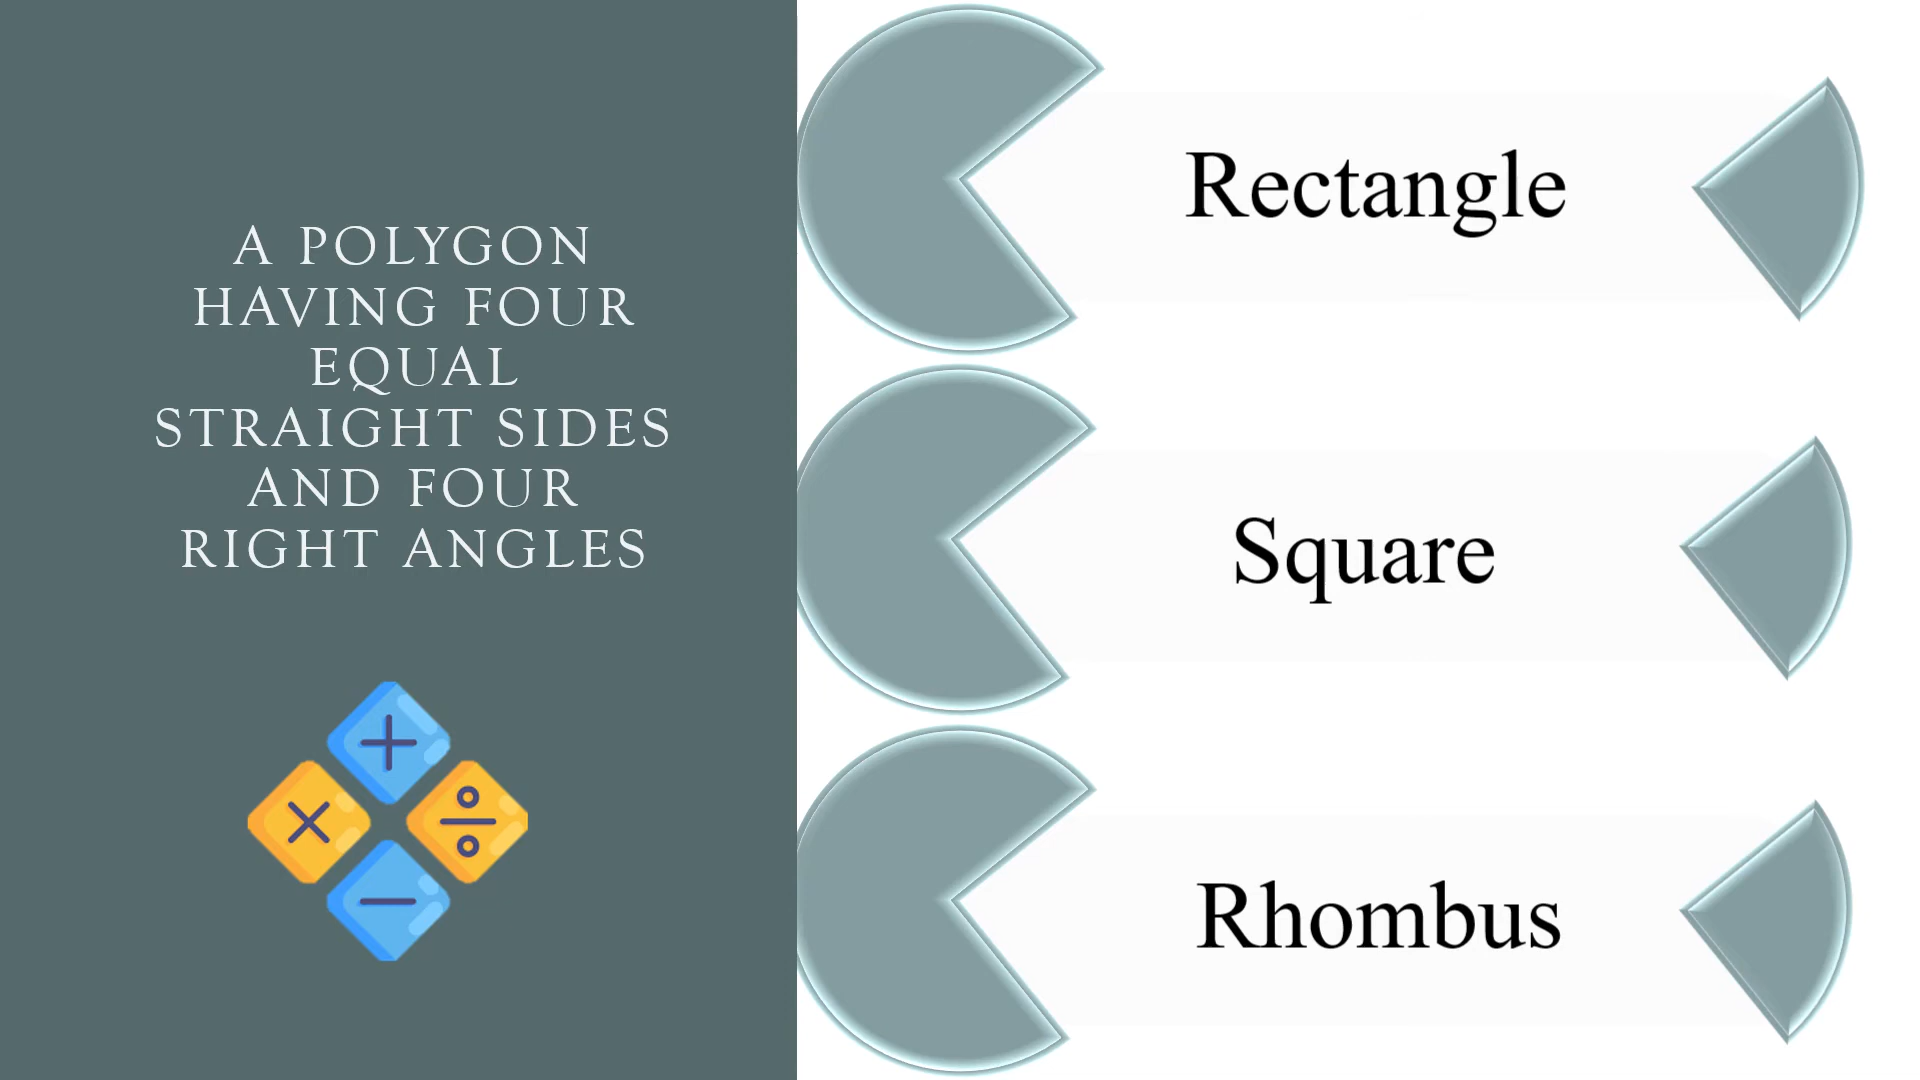 A POLYGON
HAVING FOUR
EQUAL
STRAIGHT SIDES
AND FOUR
RIGHT ANGLES
Rectangle
Square
Rhombus